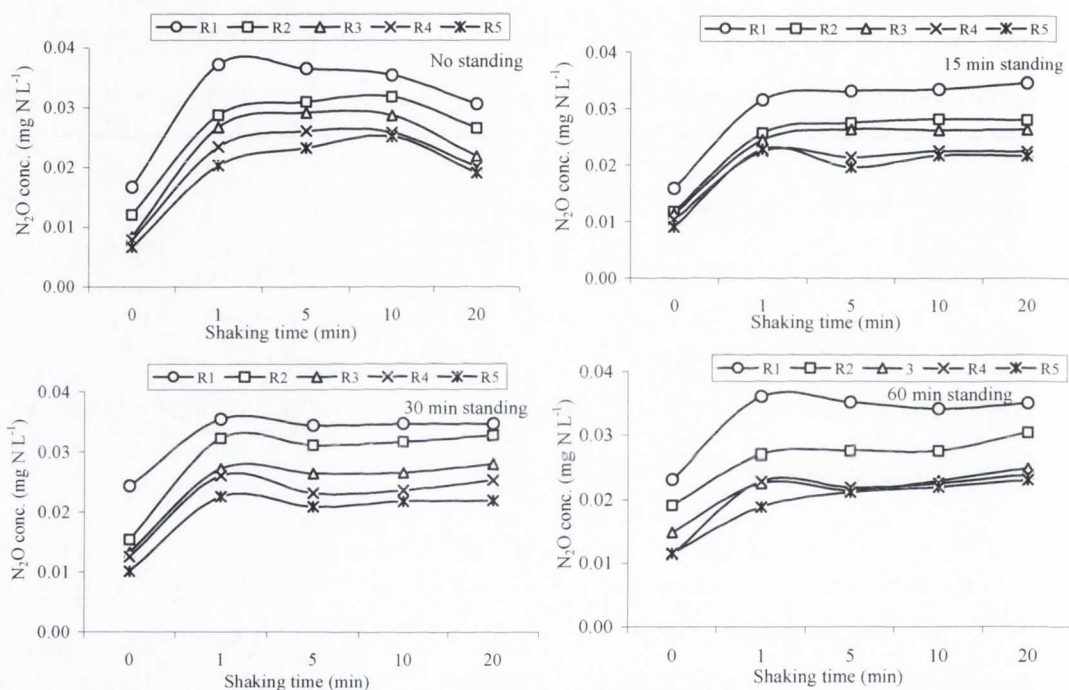 R1 R2 R3 R4 R5
No standing
N₂O conc. (mg N L⁻¹)
0.04
0.03
0.02
0.01
0.00
0 1 5 10 20
Shaking time (min)
R1 R2 R3 R4 R5
15 min standing
N₂O conc. (mg N L⁻¹)
0.04
0.03
0.02
0.01
0.00
0 1 5 10 20
Shaking time (min)
R1 R2 R3 R4 R5
30 min standing
N₂O conc. (mg N L⁻¹)
0.04
0.03
0.02
0.01
0.00
0 1 5 10 20
Shaking time (min)
R1 R2 3 R4 R5
60 min standing
N₂O conc. (mg N L⁻¹)
0.04
0.03
0.02
0.01
0.00
0 1 5 10 20
Shaking time (min)